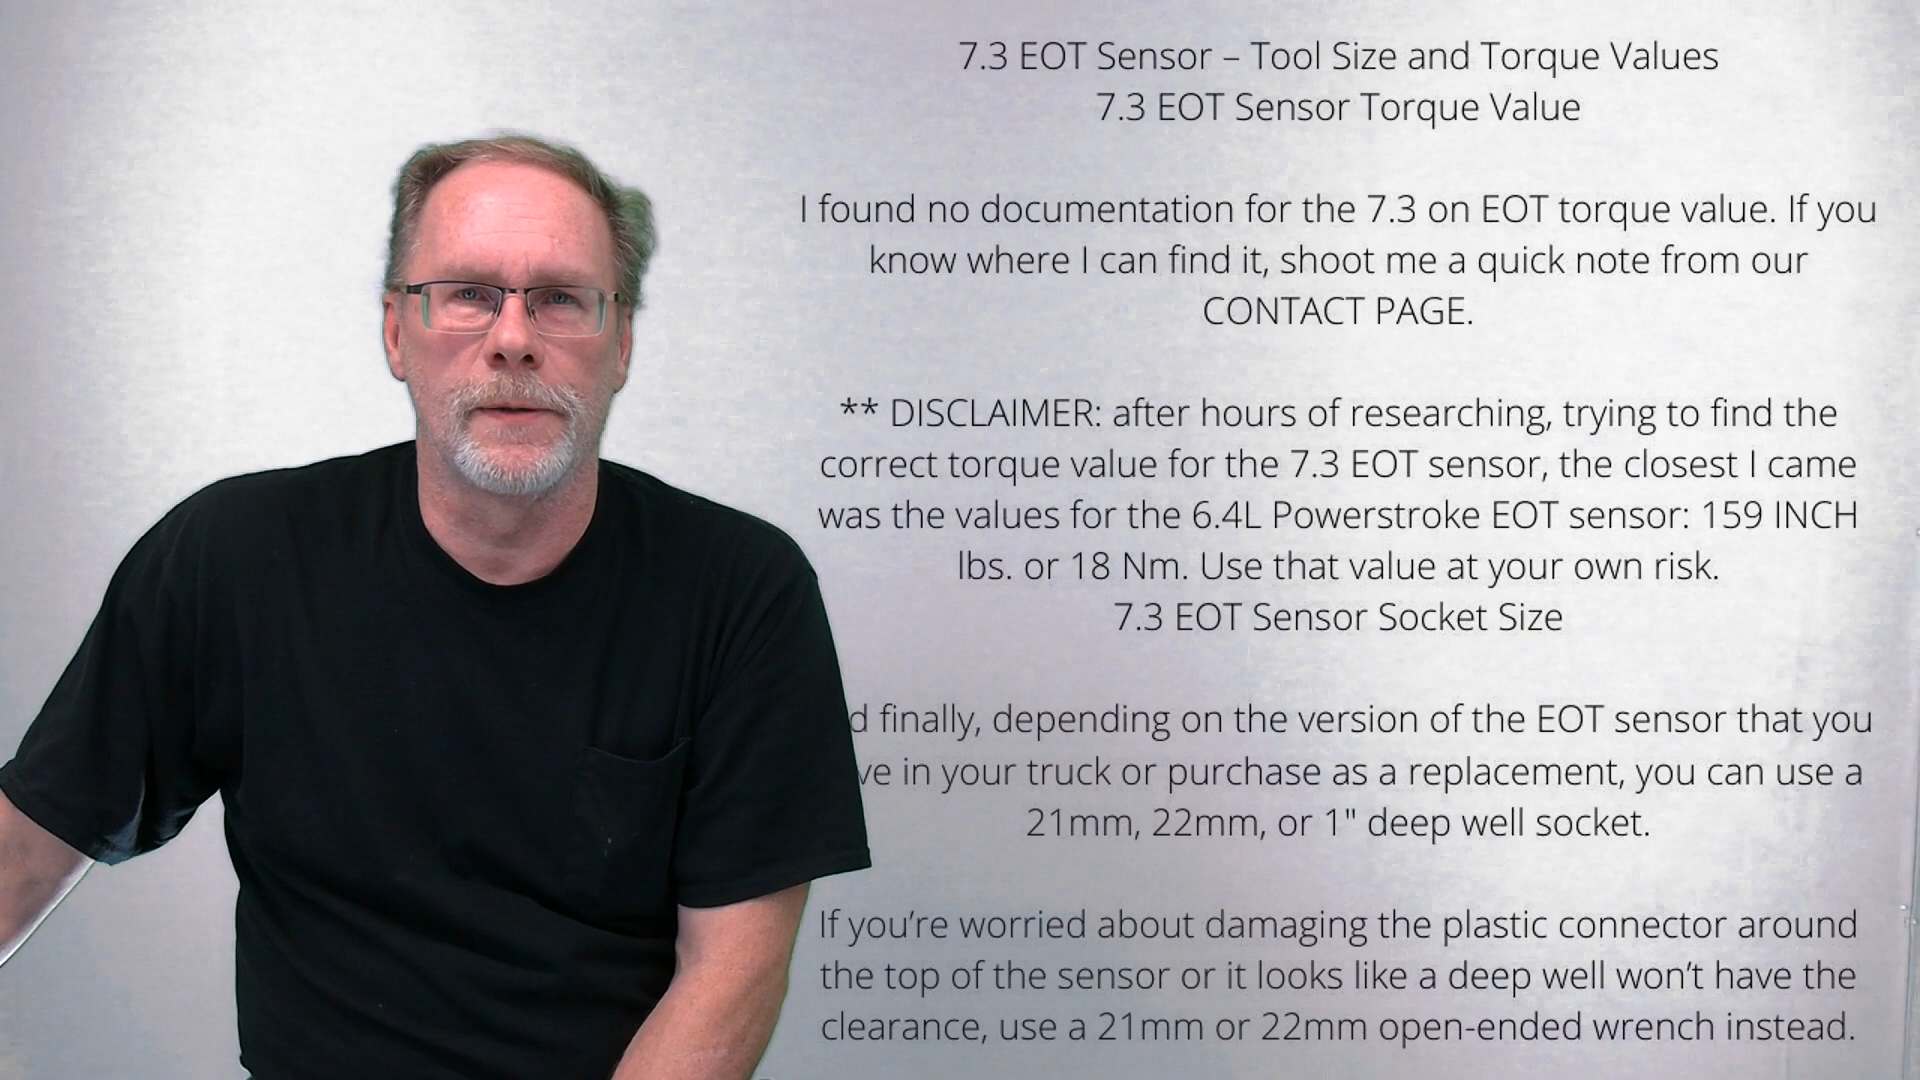 7.3 EOT Sensor – Tool Size and Torque Values
7.3 EOT Sensor Torque Value
I found no documentation for the 7.3 on EOT torque value. If you
know where I can find it, shoot me a quick note from our
CONTACT PAGE.
** DISCLAIMER: after hours of researching, trying to find the
correct torque value for the 7.3 EOT sensor, the closest I came
was the values for the 6.4L Powerstroke EOT sensor: 159 INCH
lbs. or 18 Nm. Use that value at your own risk.
7.3 EOT Sensor Socket Size
finally, depending on the version of the EOT sensor that you
in your truck or purchase as a replacement, you can use a
21mm, 22mm, or 1" deep well socket.
If you’re worried about damaging the plastic connector around
the top of the sensor or it looks like a deep well won’t have the
clearance, use a 21mm or 22mm open-ended wrench instead.